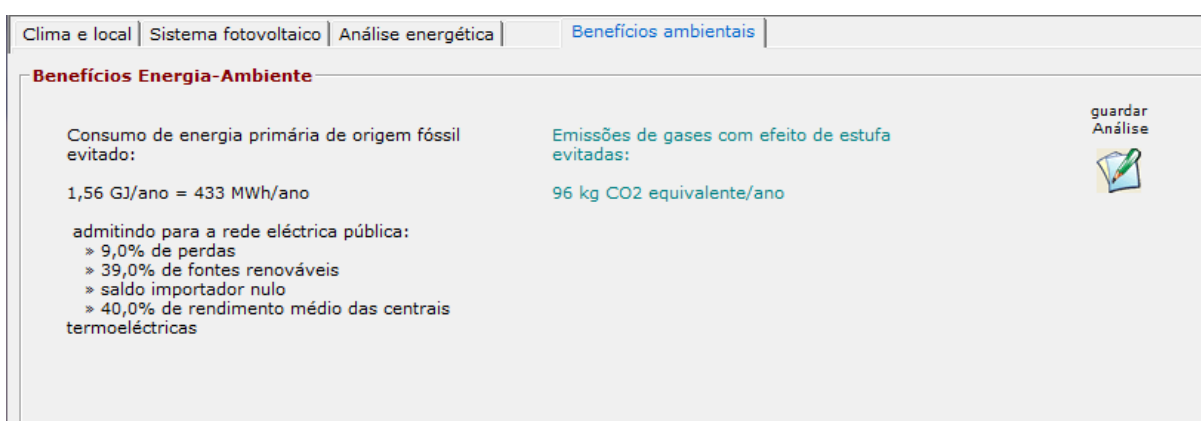 Clima e local Sistema fotovoltaico Análise energética Benefícios ambientais
Benefícios Energia-Ambiente
guardar
Análise
Consumo de energia primária de origem fóssil
evitado:
1,56 GJ/ano = 433 MWh/ano
admitindo para a rede eléctrica pública:
» 9,0% de perdas
» 39,0% de fontes renováveis
» saldo importador nulo
» 40,0% de rendimento médio das centrais
termoeléctricas
Emissões de gases com efeito de estufa
evitadas:
96 kg CO2 equivalente/ano